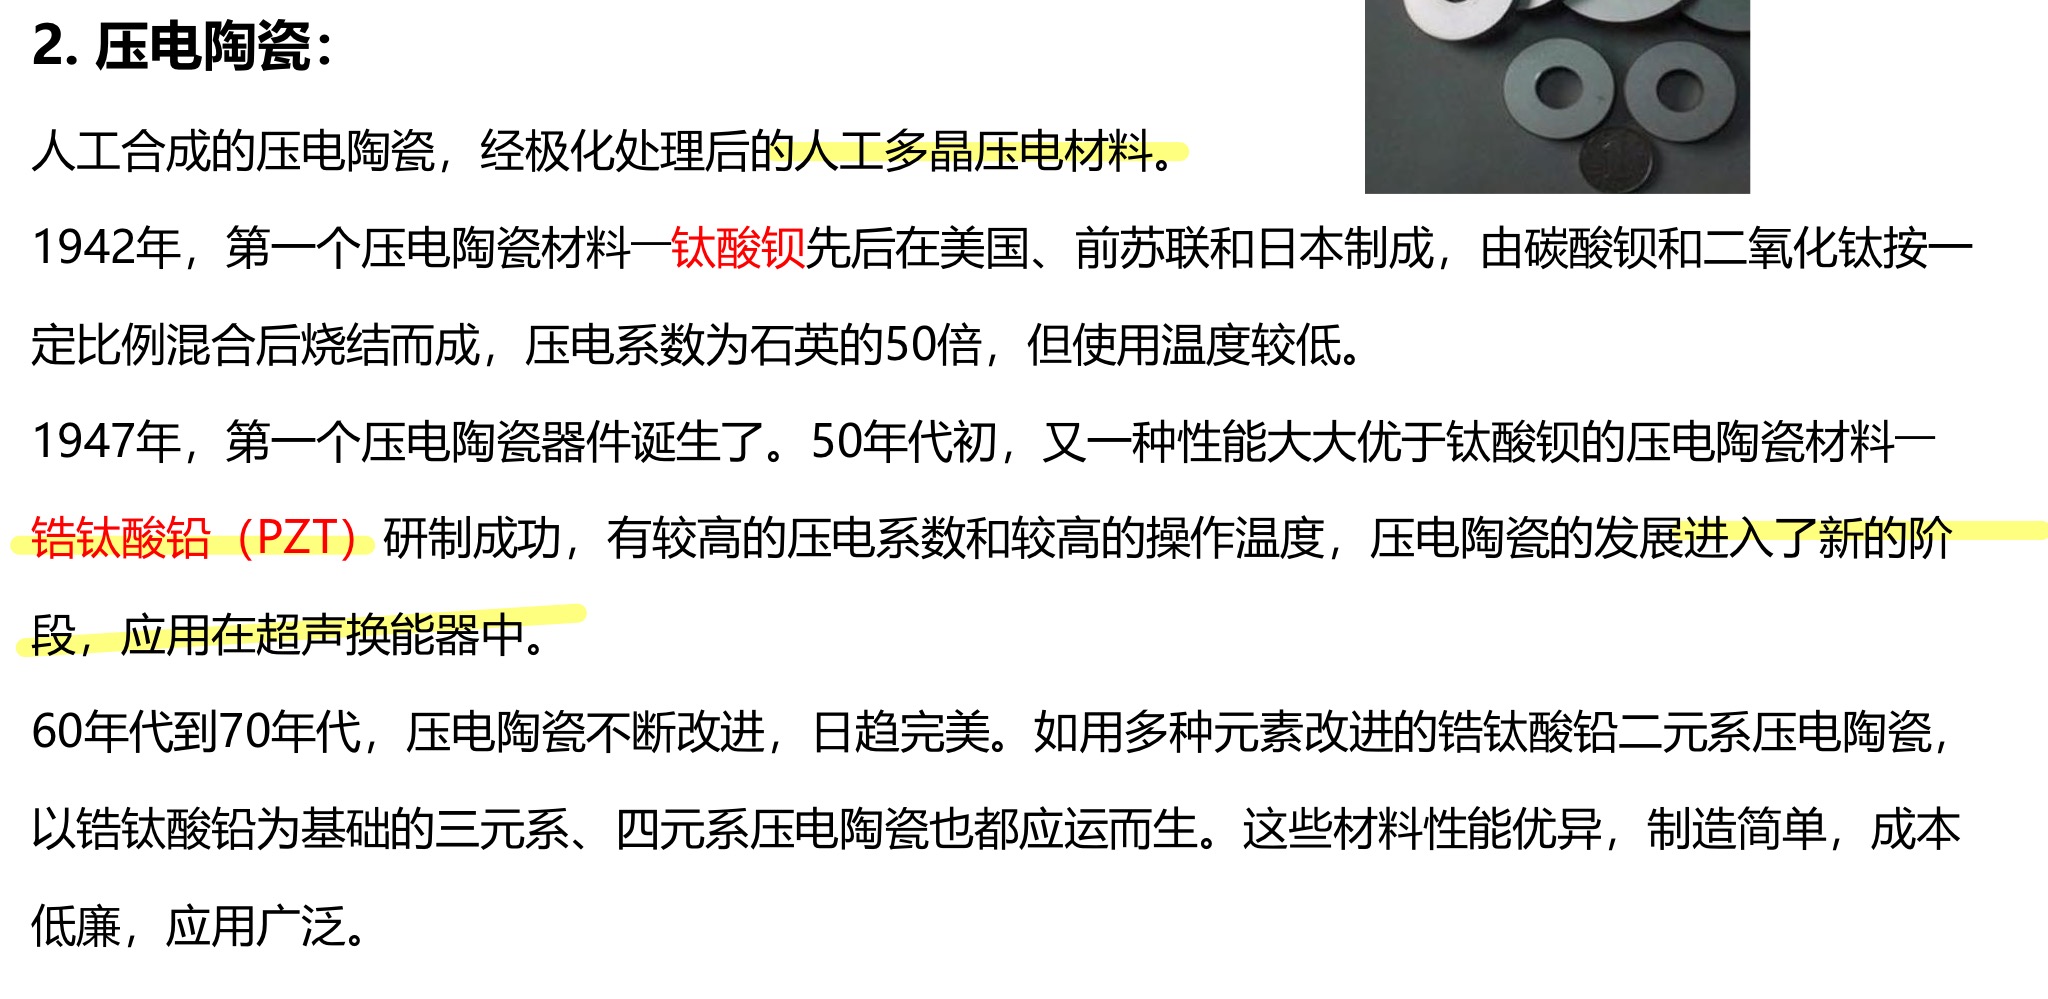 2. 压电陶瓷：
人工合成的压电陶瓷，经极化处理后的人工多晶压电材料。
1942年，第一个压电陶瓷材料—钛酸钡先后在美国、前苏联和日本制成，由碳酸钡和二氧化钛按一
定比例混合后烧结而成，压电系数为石英的50倍，但使用温度较低。
1947年，第一个压电陶瓷器件诞生了。50年代初，又一种性能大大优于钛酸钡的压电陶瓷材料—
锆钛酸铅（PZT）研制成功，有较高的压电系数和较高的操作温度，压电陶瓷的发展进入了新的阶
段，应用在超声换能器中。
60年代到70年代，压电陶瓷不断改进，日趋完美。如用多种元素改进的锆钛酸铅二元系压电陶瓷，
以锆钛酸铅为基础的三元系、四元系压电陶瓷也都应运而生。这些材料性能优异，制造简单，成本
低廉，应用广泛。